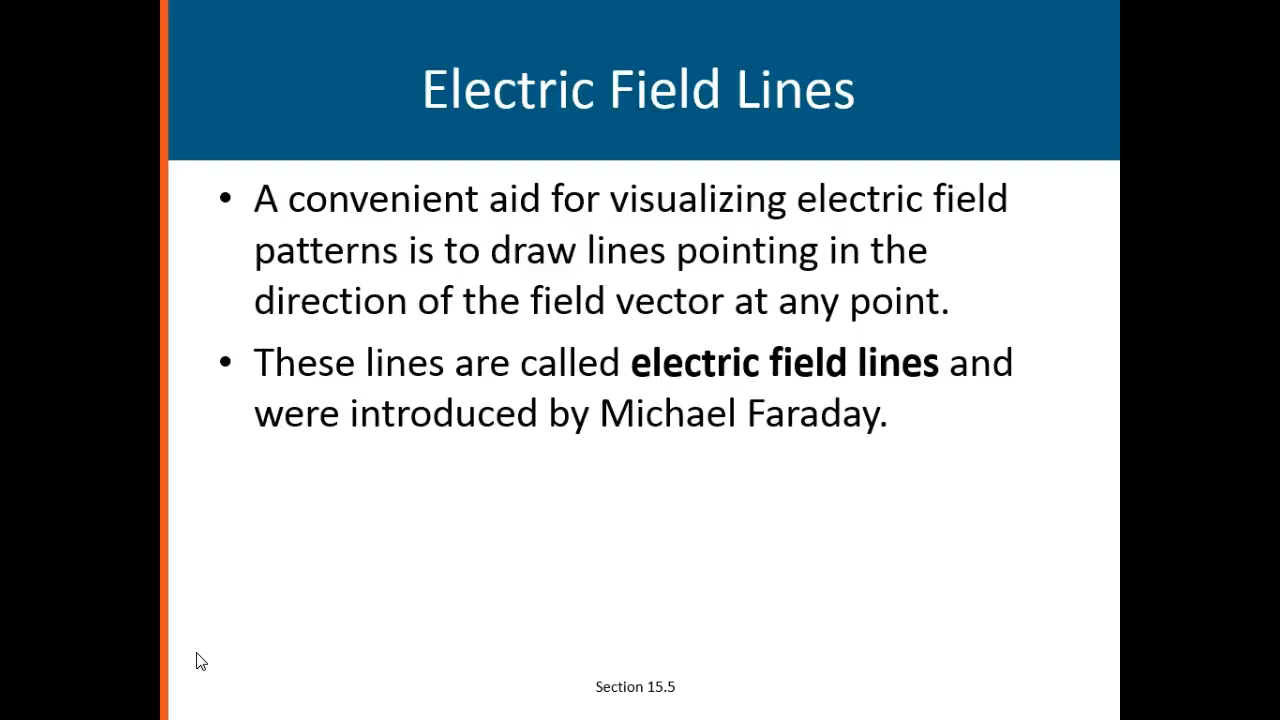 Electric Field Lines
• A convenient aid for visualizing electric field
patterns is to draw lines pointing in the
direction of the field vector at any point.
• These lines are called electric field lines and
were introduced by Michael Faraday.
Section 15.5